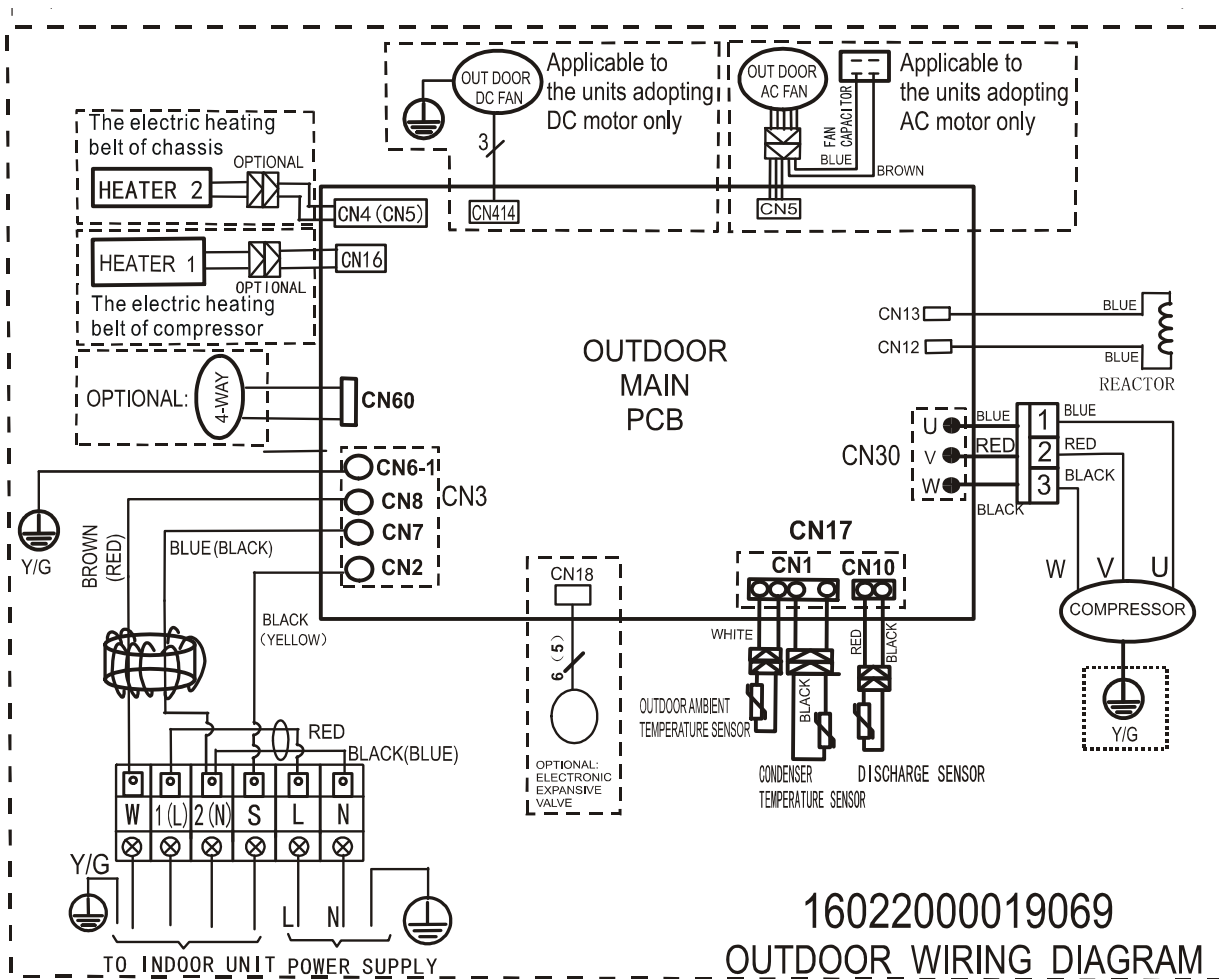 OUT DOOR
DC FAN
Applicable to
the units adopting
DC motor only
3
CN414
OUT DOOR
AC FAN
FAN
CAPACITOR
BLUE
BROWN
CN5
Applicable to
the units adopting
AC motor only
The electric heating
belt of chassis
OPTIONAL
HEATER 2
CN4 (CN5)
HEATER 1
OPTIONAL
CN16
The electric heating
belt of compressor
OPTIONAL:
4-WAY
CN60
OUTDOOR
MAIN
PCB
CN13
BLUE
CN12
BLUE
REACTOR
CN30
U
V
W
BLUE
RED
BLACK
1
2
3
BLUE
RED
BLACK
W
V
U
COMPRESSOR
Y/G
CN6-1
CN8
CN7
CN2
CN3
Y/G
BROWN
(RED)
BLUE (BLACK)
BLACK
(YELLOW)
CN18
6 (5)
OPTIONAL:
ELECTRONIC
EXPANSIVE
VALVE
CN17
CN1
CN10
WHITE
BLACK
RED
BLACK
OUTDOOR AMBIENT
TEMPERATURE SENSOR
CONDENSER
TEMPERATURE SENSOR
DISCHARGE SENSOR
RED
BLACK(BLUE)
W
1 (L)
2 (N)
S
L
N
Y/G
L
N
TO INDOOR UNIT
POWER SUPPLY
16022000019069
OUTDOOR WIRING DIAGRAM